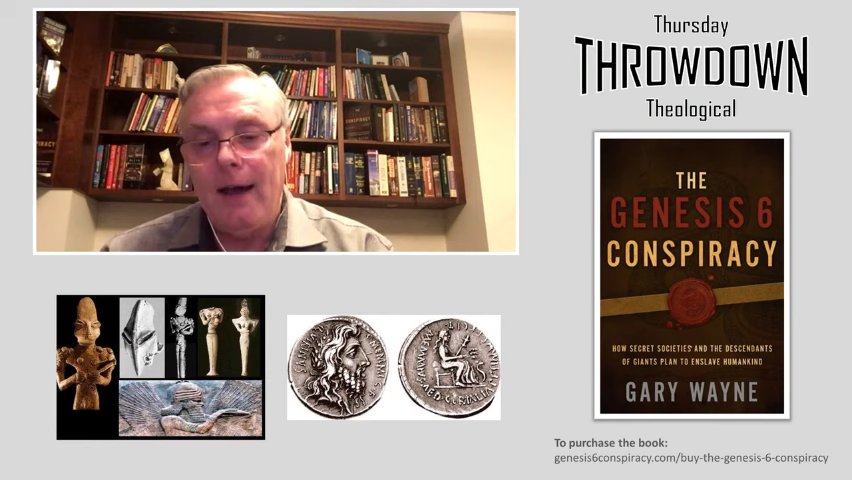 Thursday
THROWDOWN
Theological
THE
GENESIS 6
CONSPIRACY
HOW SECRET SOCIETIES AND THE DESCENDANTS
OF GIANTS PLAN TO ENSLAVE HUMANKIND
GARY WAYNE
To purchase the book:
genesis6conspiracy.com/buy-the-genesis-6-conspiracy